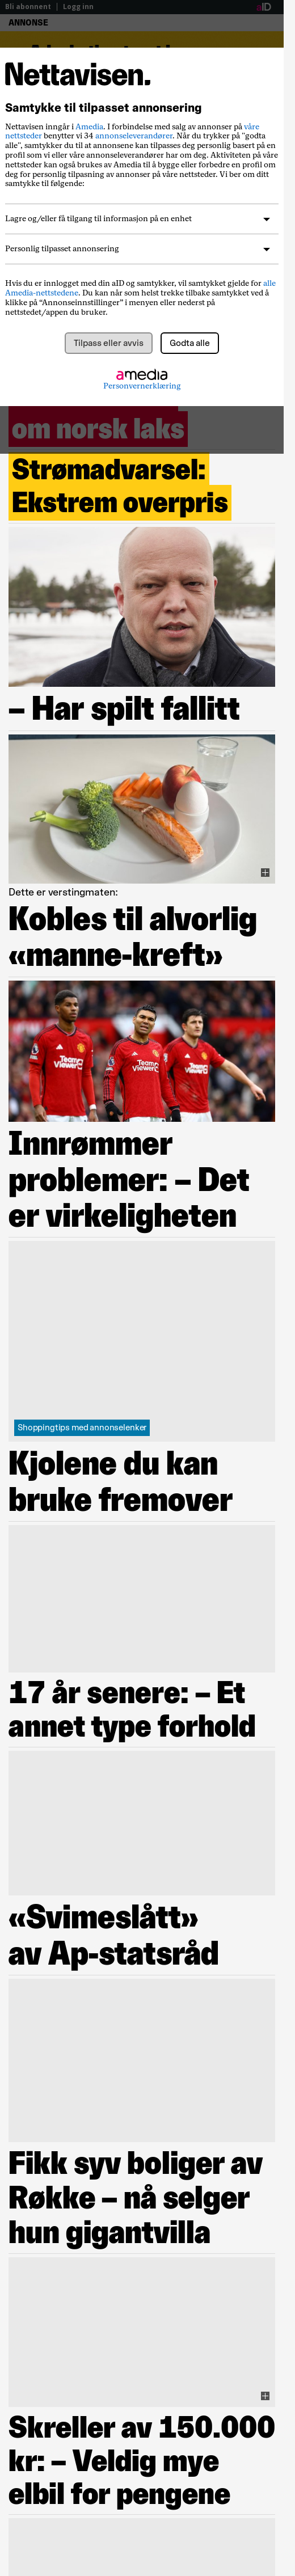 Bli abonnent | Logg inn
aID
ANNONSE
Nettavisen.
Samtykke til tilpasset annonsering
Nettavisen inngår i Amedia. I forbindelse med salg av annonser på våre
nettsteder benytter vi 34 annonseleverandører. Når du trykker på "godta
alle", samtykker du til at annonsene kan tilpasses deg personlig basert på en
profil som vi eller våre annonseleverandører har om deg. Aktiviteten på våre
nettsteder kan også brukes av Amedia til å bygge eller forbedre en profil om
deg for personlig tilpasning av annonser på våre nettsteder. Vi ber om ditt
samtykke til følgende:
Lagre og/eller få tilgang til informasjon på en enhet
Personlig tilpasset annonsering
Hvis du er innlogget med din aID og samtykker, vil samtykket gjelde for alle
Amedia-nettstedene. Du kan når som helst trekke tilbake samtykket ved å
klikke på “Annonseinnstillinger” i menyen eller nederst på
nettstedet/appen du bruker.
Tilpass eller avvis
Godta alle
amedia
Personvernerklæring
om norsk laks
Strømadvarsel:
Ekstrem overpris
– Har spilt fallitt
Dette er verstingmaten:
Kobles til alvorlig
«manne-kreft»
Team
Viewer
Team
Viewer
Team
Viewer
Innrømmer
problemer: – Det
er virkeligheten
Shoppingtips med annonselenker
Kjolene du kan
bruke fremover
17 år senere: – Et
annet type forhold
«Svimeslått»
av Ap-statsråd
Fikk syv boliger av
Røkke – nå selger
hun gigantvilla
Skreller av 150.000
kr: – Veldig mye
elbil for pengene